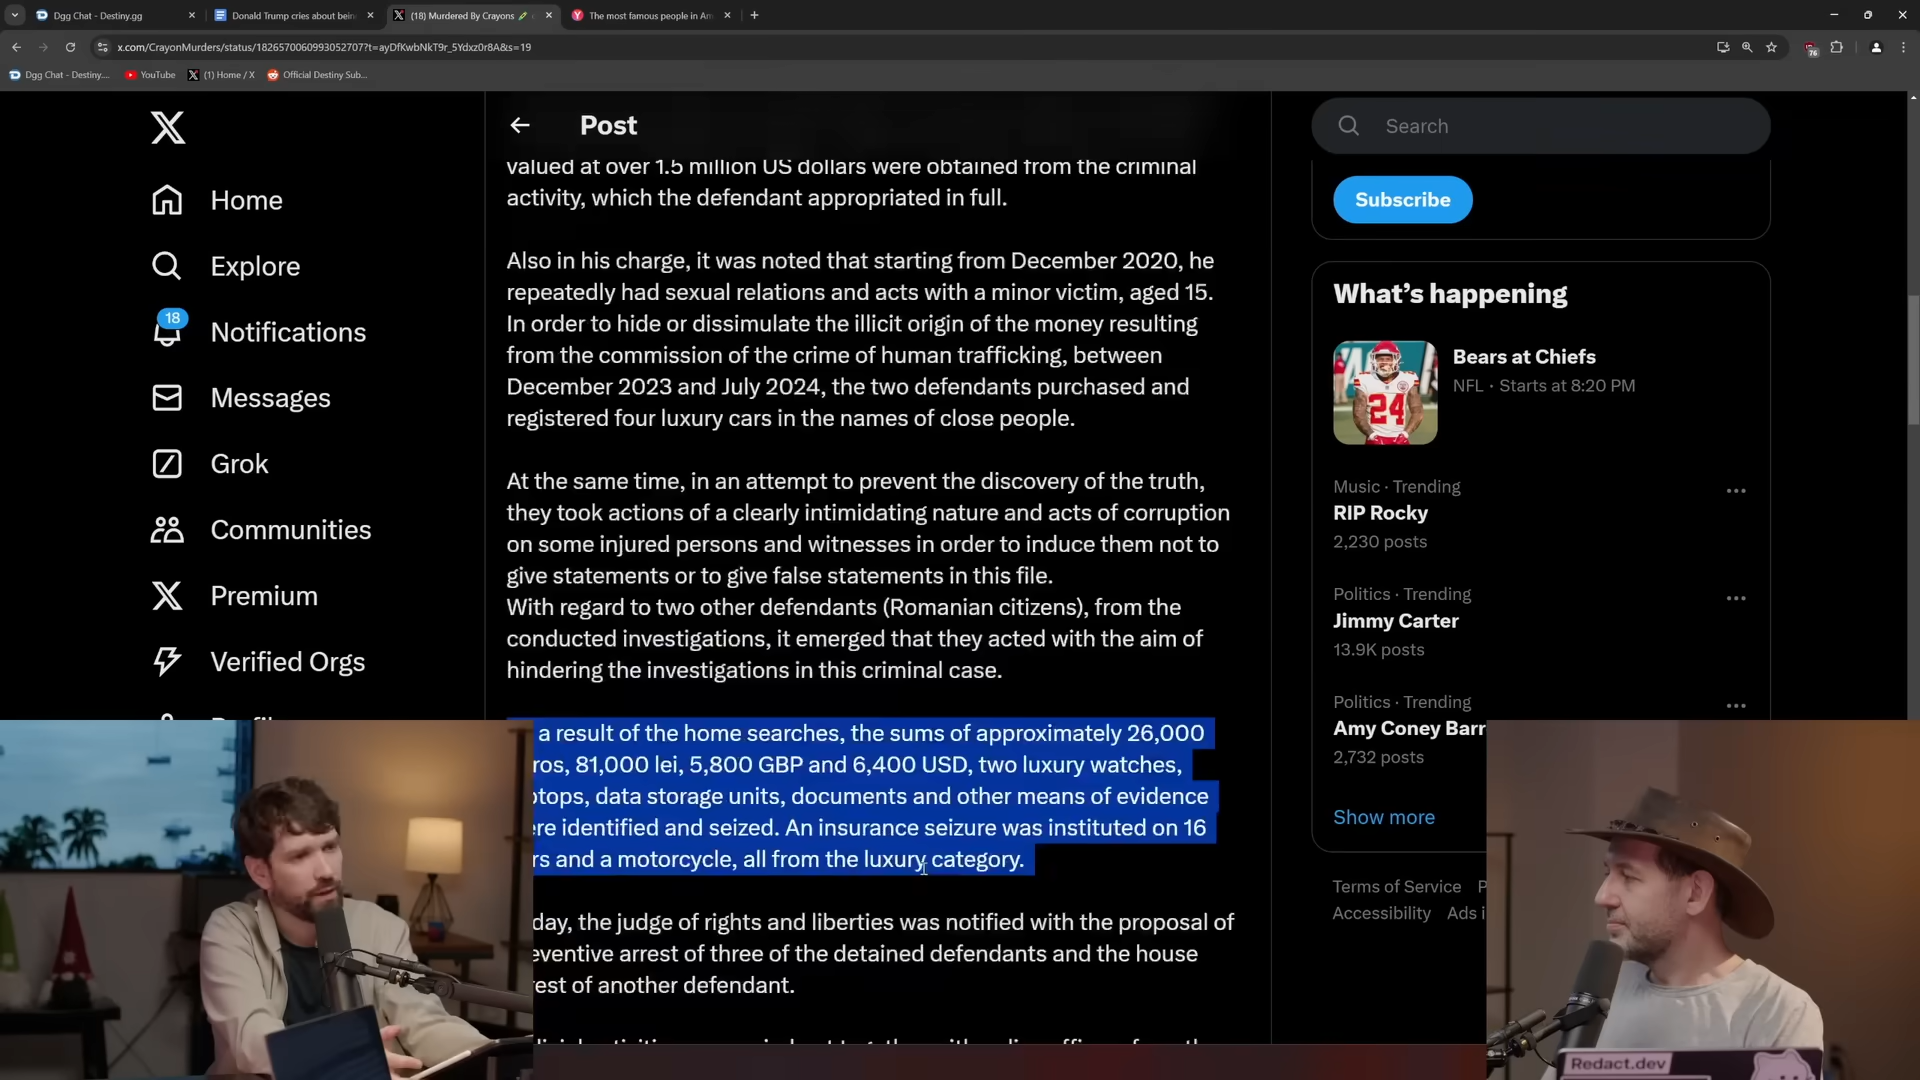 Dgg Chat - Destiny.gg
Donald Trump cries about bein
(18) Murdered By Crayons
The most famous people in Am
x.com/CrayonMurders/status/1826570060993052707?t=ayDfKwbNkT9r_5Ydxz0r8A&s=19
76
Dgg Chat - Destiny....
YouTube
(1) Home / X
Official Destiny Sub...
Home
Explore
18
Notifications
Messages
Grok
Communities
Premium
Verified Orgs
Post
valued at over 1.5 million US dollars were obtained from the criminal
activity, which the defendant appropriated in full.
Also in his charge, it was noted that starting from December 2020, he
repeatedly had sexual relations and acts with a minor victim, aged 15.
In order to hide or dissimulate the illicit origin of the money resulting
from the commission of the crime of human trafficking, between
December 2023 and July 2024, the two defendants purchased and
registered four luxury cars in the names of close people.
At the same time, in an attempt to prevent the discovery of the truth,
they took actions of a clearly intimidating nature and acts of corruption
on some injured persons and witnesses in order to induce them not to
give statements or to give false statements in this file.
With regard to two other defendants (Romanian citizens), from the
conducted investigations, it emerged that they acted with the aim of
hindering the investigations in this criminal case.
a result of the home searches, the sums of approximately 26,000
ros, 81,000 lei, 5,800 GBP and 6,400 USD, two luxury watches,
ptops, data storage units, documents and other means of evidence
ere identified and seized. An insurance seizure was instituted on 16
rs and a motorcycle, all from the luxury category.
day, the judge of rights and liberties was notified with the proposal of
eventive arrest of three of the detained defendants and the house
rest of another defendant.
Search
Subscribe
What's happening
Bears at Chiefs
NFL · Starts at 8:20 PM
24
Music · Trending
RIP Rocky
2,230 posts
Politics · Trending
Jimmy Carter
13.9K posts
Politics · Trending
Amy Coney Barr
2,732 posts
Show more
Terms of Service P
Accessibility Ads i
Redact.dev